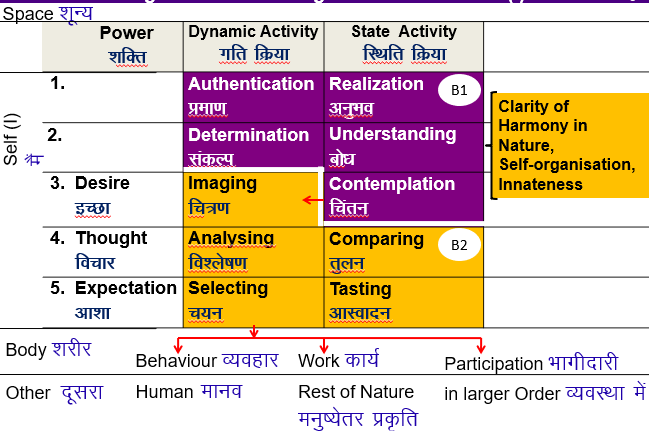 Space शून्य
Power
शक्ति
Dynamic Activity
गति क्रिया
State Activity
स्थिति क्रिया
Self (I)
मैं
1.
Authentication
प्रमाण
Realization
अनुभव
B1
2.
Determination
संकल्प
Understanding
बोध
3. Desire
इच्छा
Imaging
चित्रण
Contemplation
चिंतन
Clarity of
Harmony in
Nature,
Self-organisation,
Innateness
4. Thought
विचार
Analysing
विश्लेषण
Comparing
तुलन
B2
5. Expectation
आशा
Selecting
चयन
Tasting
आस्वादन
Body शरीर
Behaviour व्यवहार
Work कार्य
Participation भागीदारी
Other दूसरा
Human मानव
Rest of Nature
मनुष्येतर प्रकृति
in larger Order व्यवस्था में